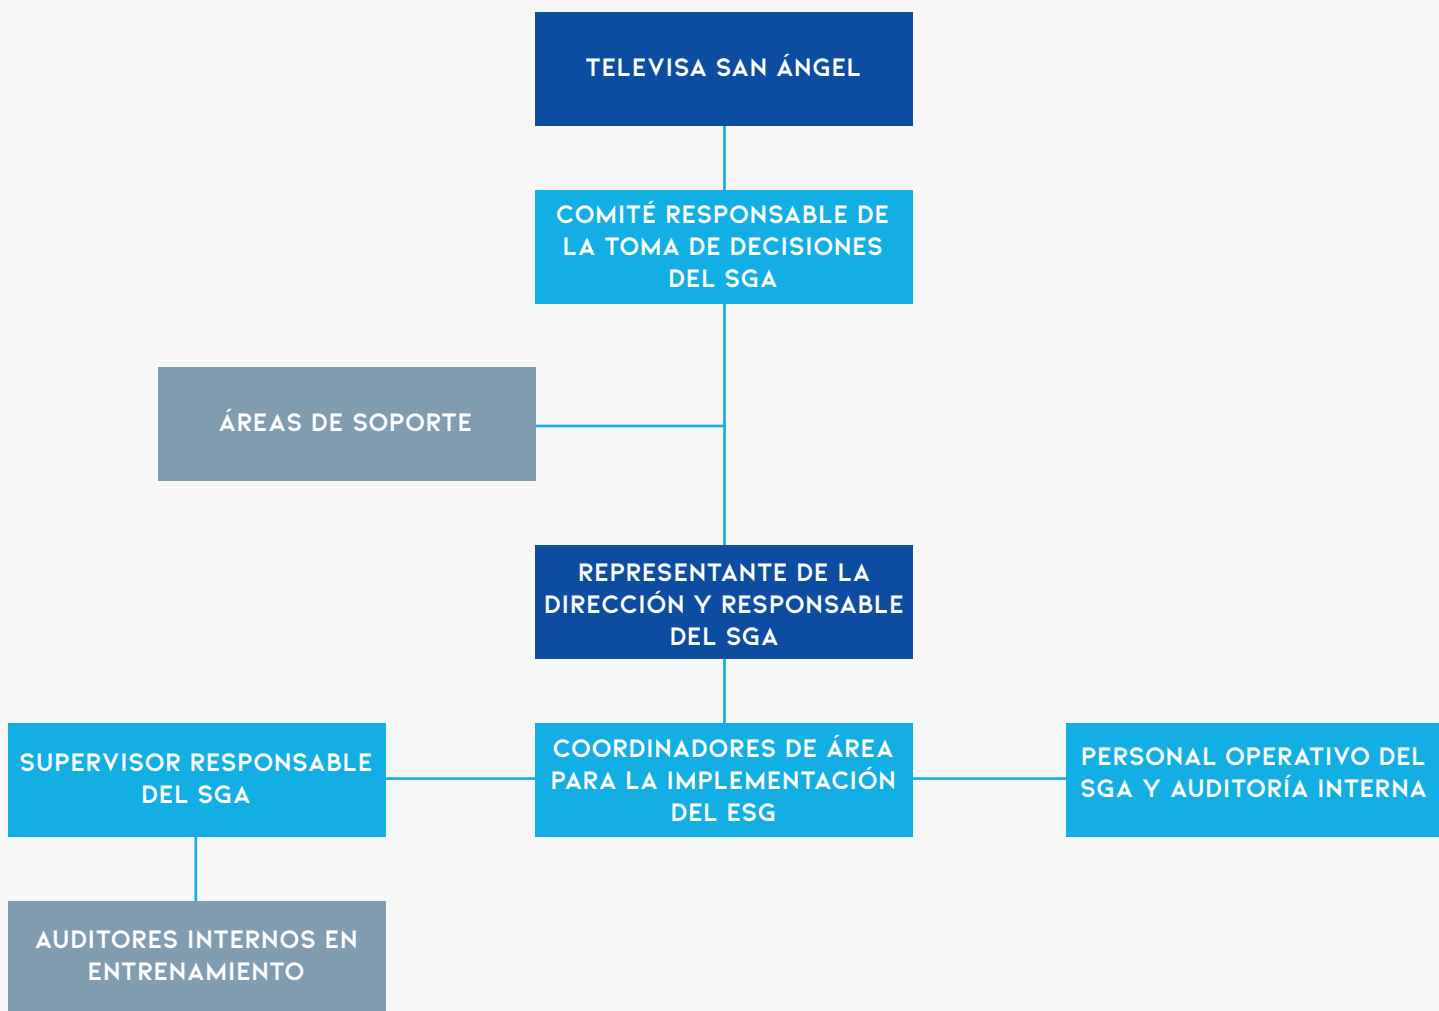 TELEVISA SAN ÁNGEL
COMITÉ RESPONSABLE DE
LA TOMA DE DECISIONES
DEL SGA
ÁREAS DE SOPORTE
REPRESENTANTE DE LA
DIRECCIÓN Y RESPONSABLE
DEL SGA
SUPERVISOR RESPONSABLE
DEL SGA
COORDINADORES DE ÁREA
PARA LA IMPLEMENTACIÓN
DEL ESG
PERSONAL OPERATIVO DEL
SGA Y AUDITORÍA INTERNA
AUDITORES INTERNOS EN
ENTRENAMIENTO